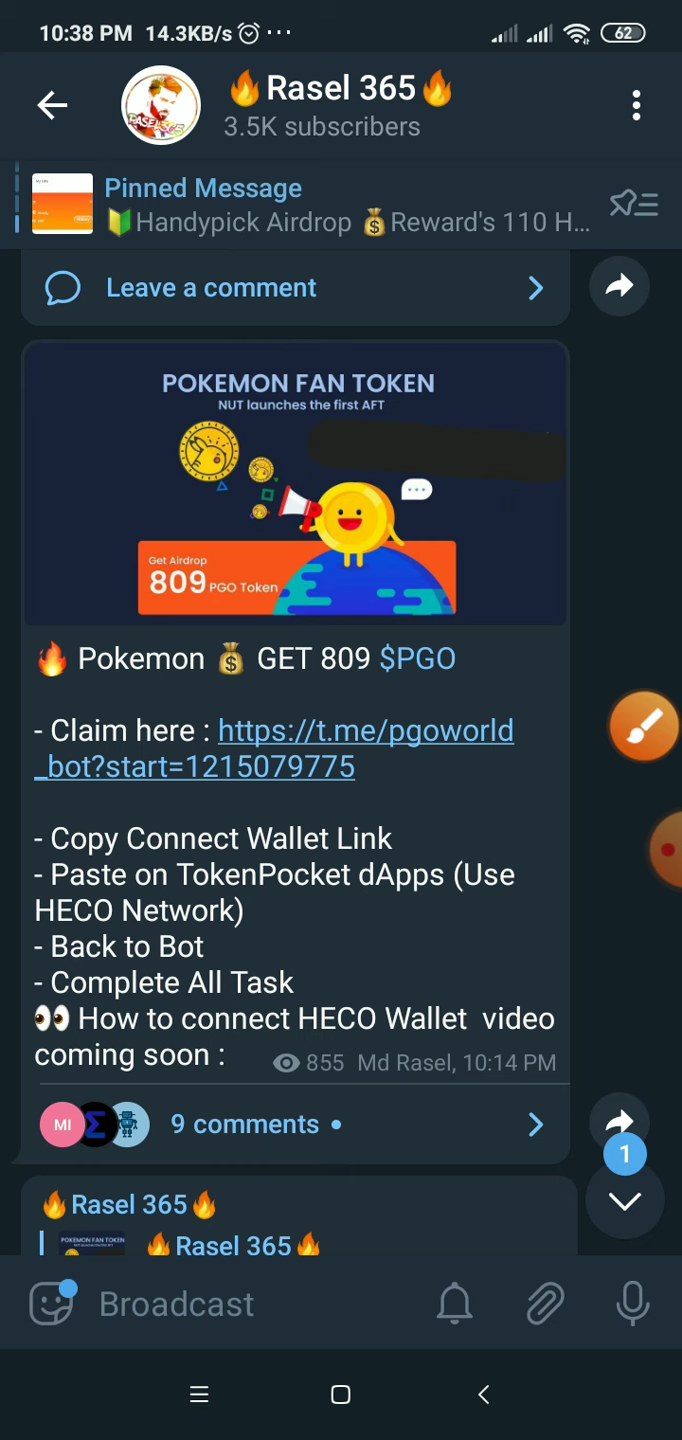 10:38 PM 14.3KB/s ··· 62
🔥Rasel 365🔥
3.5K subscribers
Pinned Message
🔰Handypick Airdrop 💰Reward's 110 H...
Leave a comment
POKEMON FAN TOKEN
NUT launches the first AFT
Get Airdrop
809 PGO Token
🔥 Pokemon 💰 GET 809 $PGO
- Claim here : https://t.me/pgoworld
_bot?start=1215079775
- Copy Connect Wallet Link
- Paste on TokenPocket dApps (Use
HECO Network)
- Back to Bot
- Complete All Task
👀 How to connect HECO Wallet video
coming soon : 855 Md Rasel, 10:14 PM
MI Σ 9 comments •
1
🔥Rasel 365🔥
POKEMON FAN TOKEN
🔥Rasel 365🔥
Broadcast